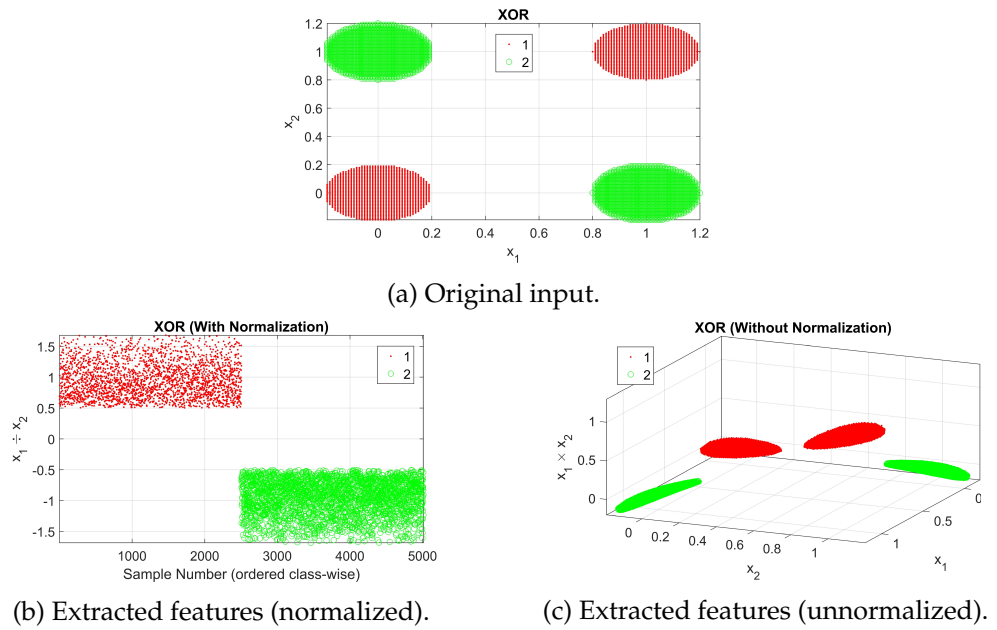 XOR
1.2
1
0.8
0.6
0.4
0.2
0
x₂
1
2
0 0.2 0.4 0.6 0.8 1 1.2
x₁
(a) Original input.
XOR (With Normalization)
1.5
1
0.5
0
-0.5
-1
-1.5
x₁ ÷ x₂
1
2
1000 2000 3000 4000 5000
Sample Number (ordered class-wise)
(b) Extracted features (normalized).
XOR (Without Normalization)
1
2
1
0.5
0
x₁ × x₂
0 0.2 0.4 0.6 0.8 1
x₂
0
0.5
1
x₁
(c) Extracted features (unnormalized).